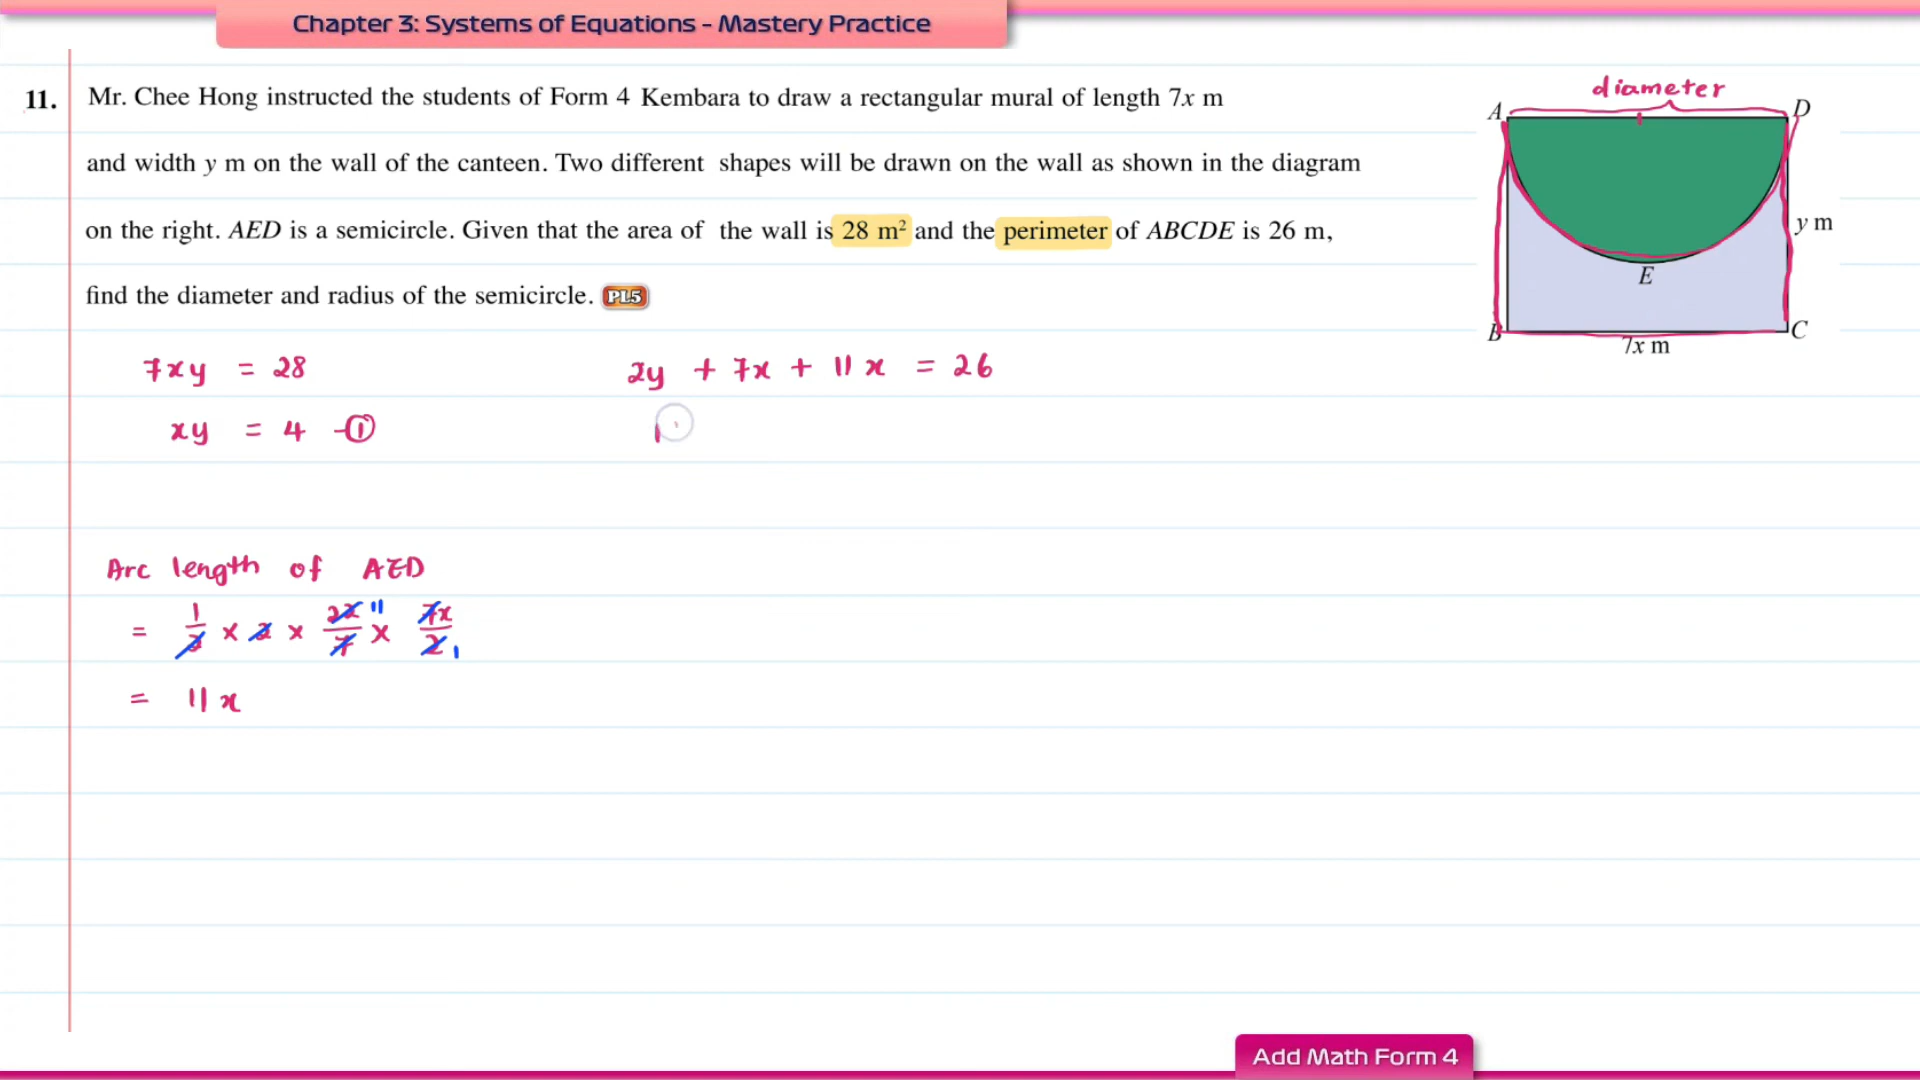 Chapter 3: Systems of Equations - Mastery Practice
11. Mr. Chee Hong instructed the students of Form 4 Kembara to draw a rectangular mural of length 7x m
and width y m on the wall of the canteen. Two different shapes will be drawn on the wall as shown in the diagram
on the right. AED is a semicircle. Given that the area of the wall is 28 m² and the perimeter of ABCDE is 26 m,
find the diameter and radius of the semicircle. PL5
diameter
A D
y m
E
B C
7x m
7xy = 28
xy = 4 -①
2y + 7x + 11x = 26
Arc length of AED
= 1/2 × 2 × 22/7 11 × 7x/2 1
= 11x
Add Math Form 4